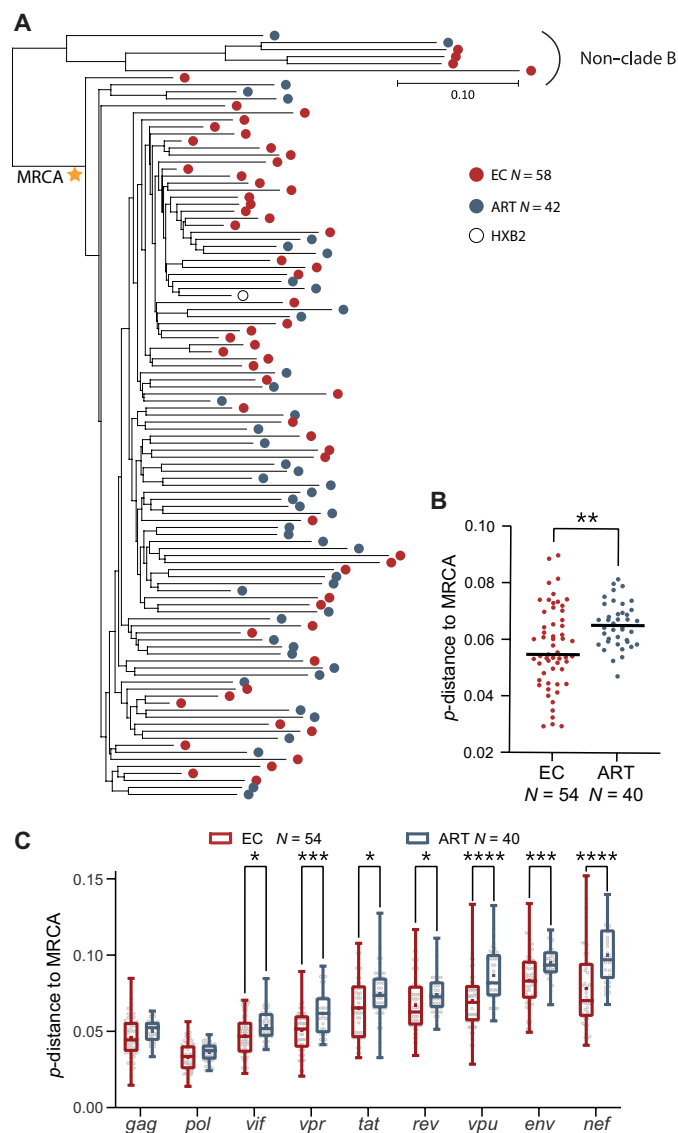 A
Non-clade B
0.10
MRCA
EC N = 58
ART N = 42
HXB2
B
**
0.10
0.08
0.06
0.04
0.02
p-distance to MRCA
EC ART
N = 54 N = 40
C
EC N = 54 ART N = 40
* *** * * **** *** ****
0.15
0.10
0.05
0.00
p-distance to MRCA
gag pol vif vpr tat rev vpu env nef